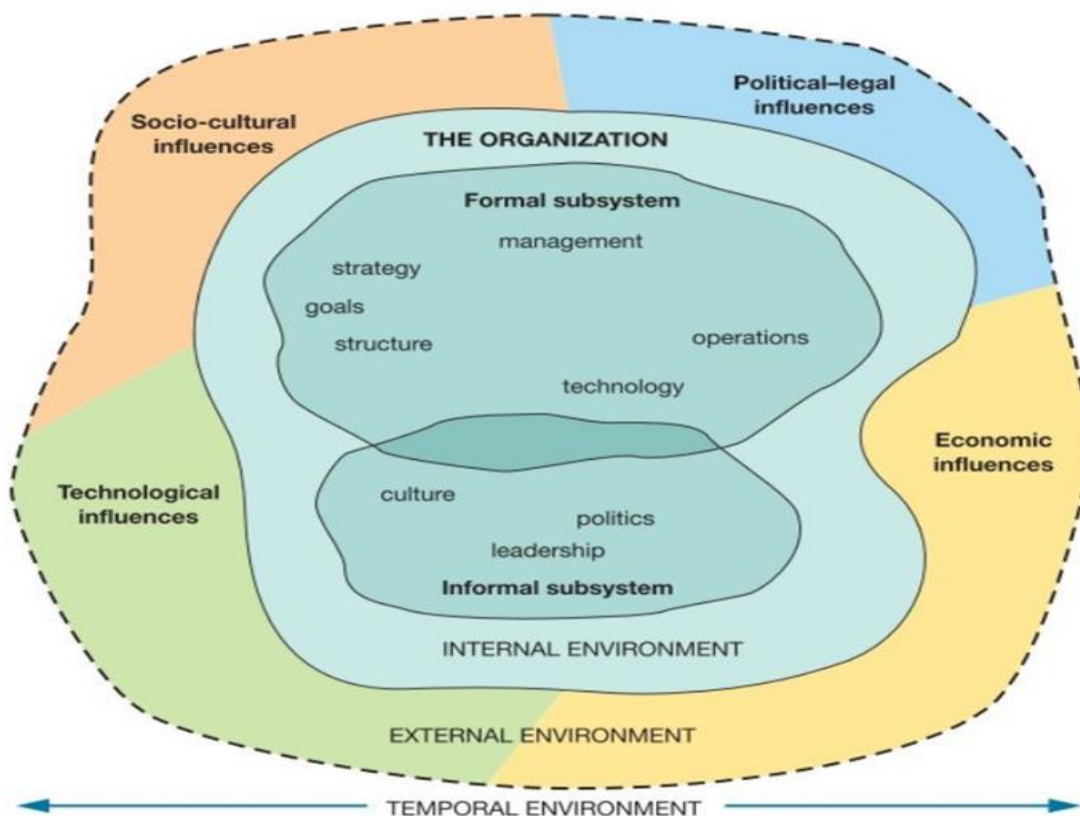 Socio-cultural
influences
Political–legal
influences
THE ORGANIZATION
Formal subsystem
management
strategy
goals
structure
operations
technology
Economic
influences
Technological
influences
culture
politics
leadership
Informal subsystem
INTERNAL ENVIRONMENT
EXTERNAL ENVIRONMENT
TEMPORAL ENVIRONMENT